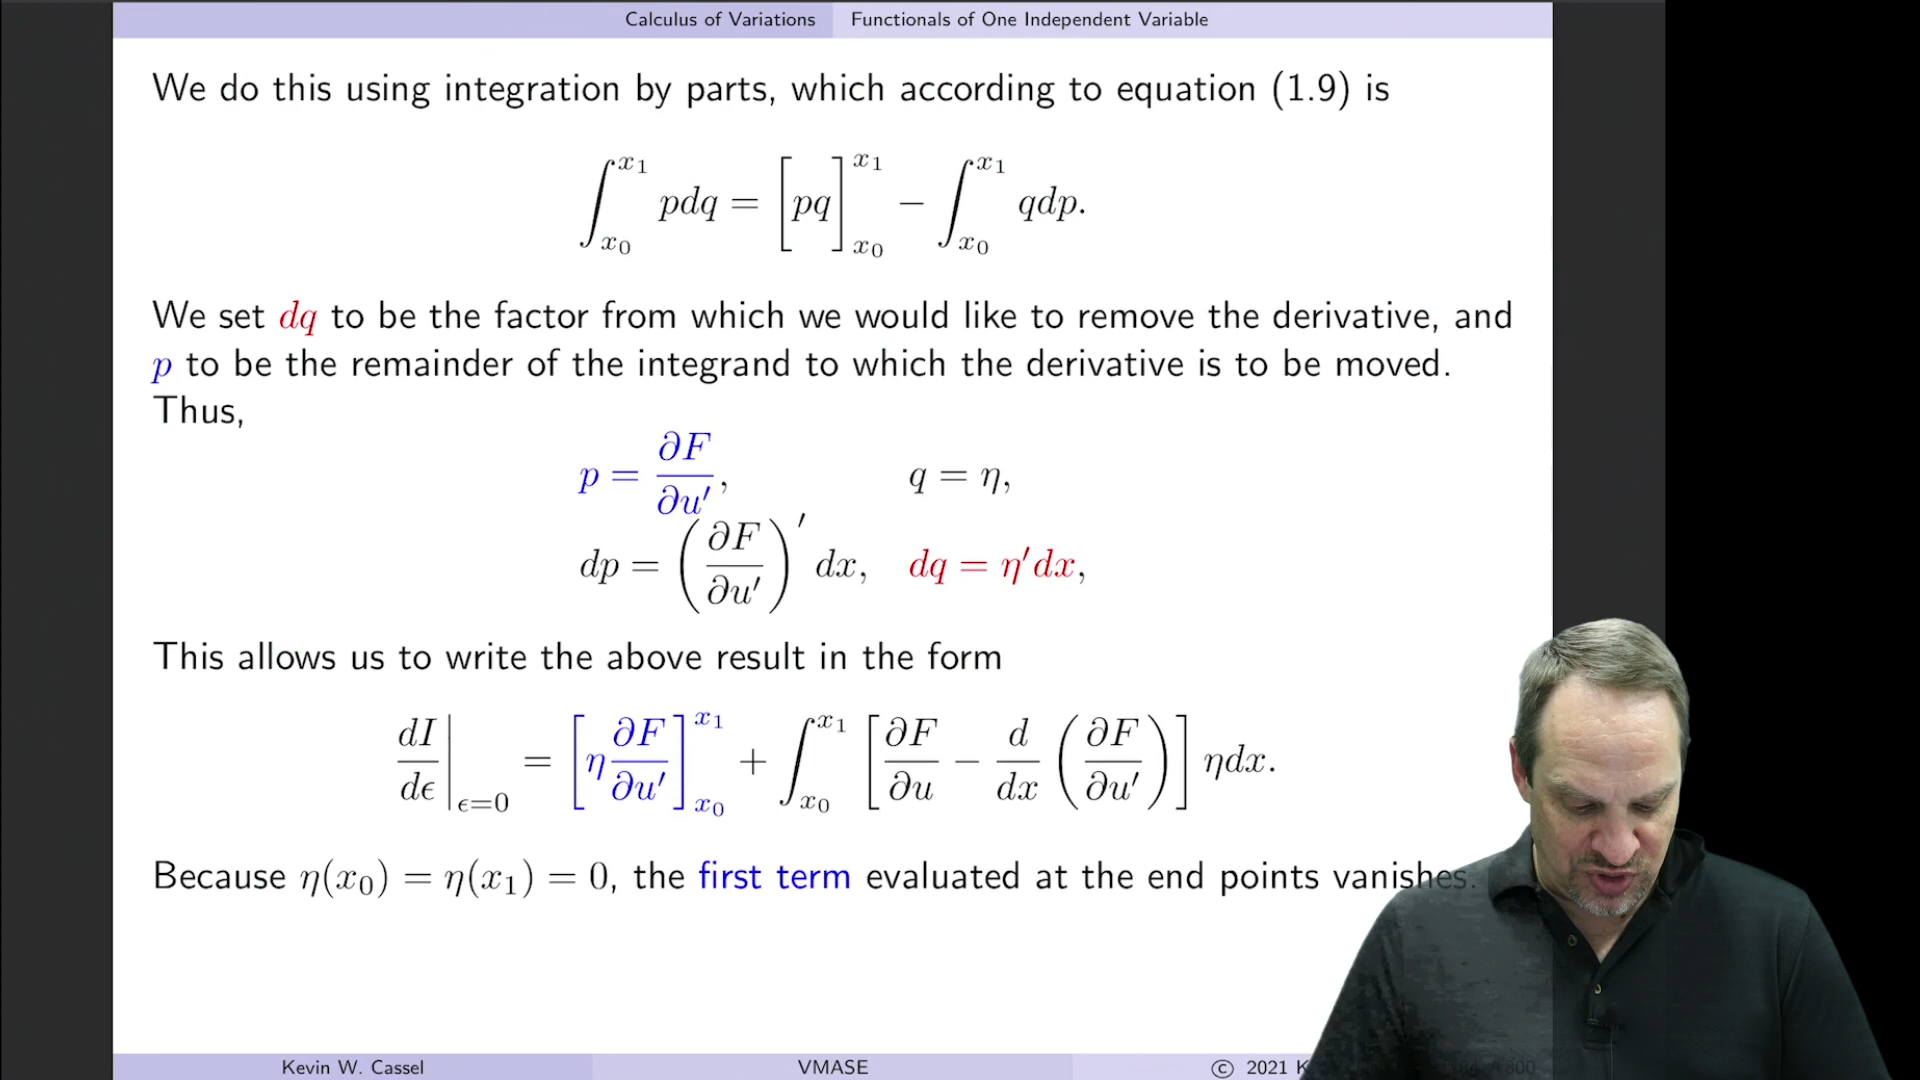 Calculus of Variations Functionals of One Independent Variable
We do this using integration by parts, which according to equation (1.9) is
∫_{x_0}^{x_1} pdq = [pq]_{x_0}^{x_1} − ∫_{x_0}^{x_1} qdp.
We set dq to be the factor from which we would like to remove the derivative, and
p to be the remainder of the integrand to which the derivative is to be moved.
Thus,
p = ∂F/∂u′, q = η,
dp = (∂F/∂u′)′ dx, dq = η′dx,
This allows us to write the above result in the form
dI/dϵ|_{ϵ=0} = [η ∂F/∂u′]_{x_0}^{x_1} + ∫_{x_0}^{x_1} [∂F/∂u − d/dx (∂F/∂u′)] ηdx.
Because η(x_0) = η(x_1) = 0, the first term evaluated at the end points vanishes.
Kevin W. Cassel VMASE © 2021 K